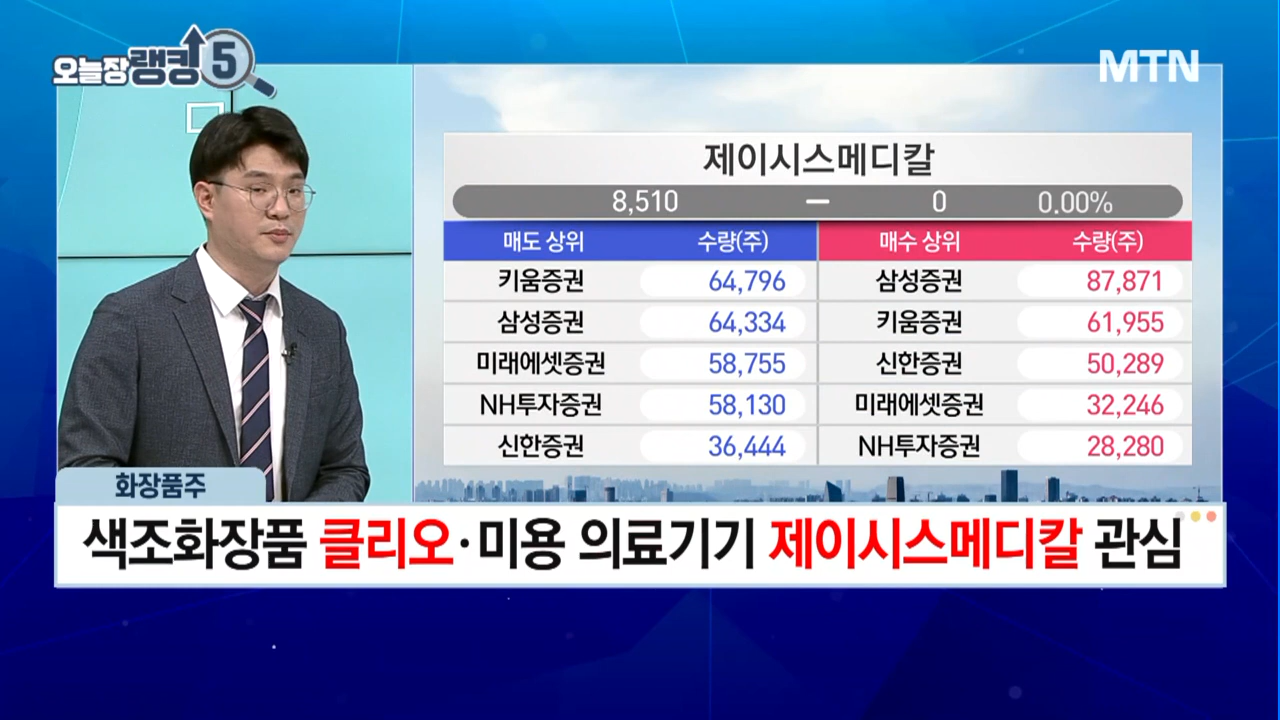 오늘장 랭킹 5
MTN
제이시스메디칼
8,510 － 0 0.00%
매도 상위 수량(주) 매수 상위 수량(주)
키움증권 64,796 삼성증권 87,871
삼성증권 64,334 키움증권 61,955
미래에셋증권 58,755 신한증권 50,289
NH투자증권 58,130 미래에셋증권 32,246
신한증권 36,444 NH투자증권 28,280
화장품주
색조화장품 클리오·미용 의료기기 제이시스메디칼 관심